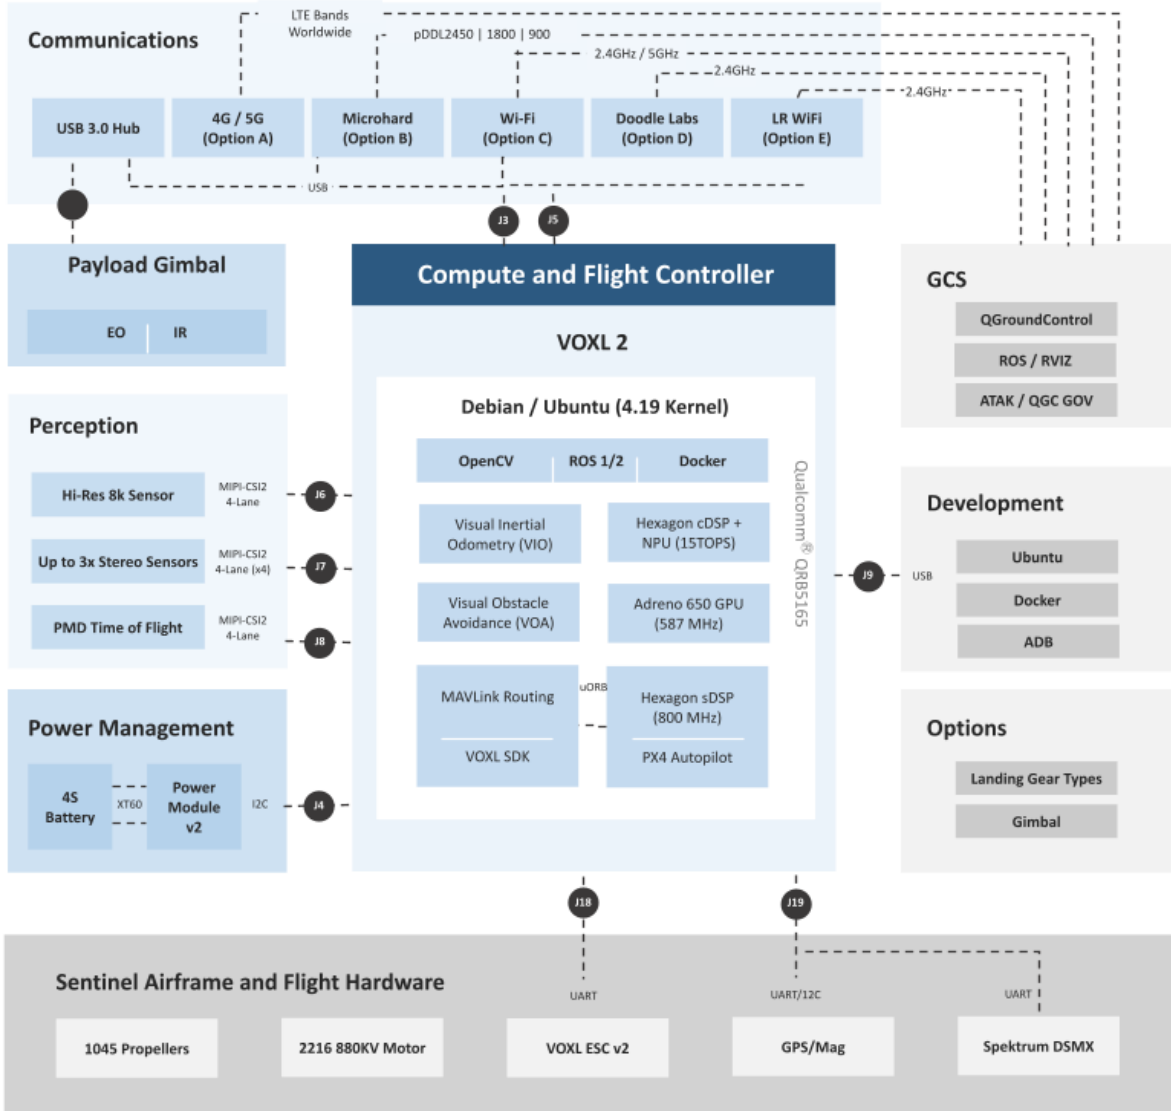 LTE Bands
Worldwide
Communications
pDDL2450 | 1800 | 900
2.4GHz / 5GHz
2.4GHz
2.4GHz
USB 3.0 Hub
4G / 5G
(Option A)
Microhard
(Option B)
Wi-Fi
(Option C)
Doodle Labs
(Option D)
LR WiFi
(Option E)
USB
J3
J5
Payload Gimbal
EO
IR
Compute and Flight Controller
VOXL 2
Debian / Ubuntu (4.19 Kernel)
OpenCV
ROS 1/2
Docker
Visual Inertial
Odometry (VIO)
Hexagon cDSP +
NPU (15TOPS)
Visual Obstacle
Avoidance (VOA)
Adreno 650 GPU
(587 MHz)
MAVLink Routing
VOXL SDK
uORB
Hexagon sDSP
(800 MHz)
PX4 Autopilot
Qualcomm® QRB5165
GCS
QGroundControl
ROS / RVIZ
ATAK / QGC GOV
Perception
Hi-Res 8k Sensor
MIPI-CSI2
4-Lane
J6
Up to 3x Stereo Sensors
MIPI-CSI2
4-Lane (x4)
J7
PMD Time of Flight
MIPI-CSI2
4-Lane
J8
J9
USB
Development
Ubuntu
Docker
ADB
Power Management
4S
Battery
XT60
Power
Module
v2
I2C
J4
Options
Landing Gear Types
Gimbal
J18
J19
Sentinel Airframe and Flight Hardware
UART
UART/12C
UART
1045 Propellers
2216 880KV Motor
VOXL ESC v2
GPS/Mag
Spektrum DSMX